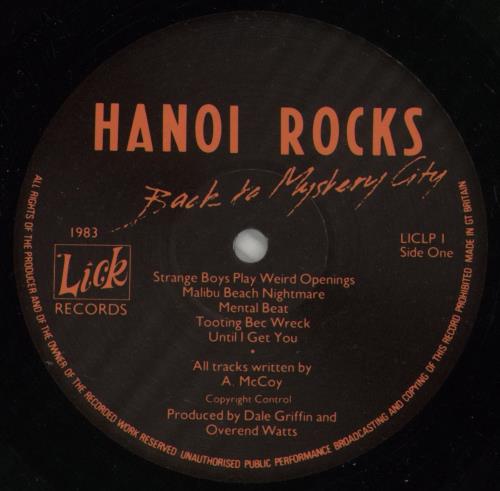 HANOI ROCKS
Back to Mystery City
1983
LICLP 1
Side One
Lick
RECORDS
Strange Boys Play Weird Openings
Malibu Beach Nightmare
Mental Beat
Tooting Bec Wreck
Until I Get You
•
All tracks written by
A. McCoy
Copyright Control
Produced by Dale Griffin and
Overend Watts
ALL RIGHTS OF THE PRODUCER AND OF THE OWNER OF THE RECORDED WORK RESERVED UNAUTHORISED PUBLIC PERFORMANCE BROADCASTING AND COPYING OF THIS RECORD PROHIBITED MADE IN GT BRITAIN